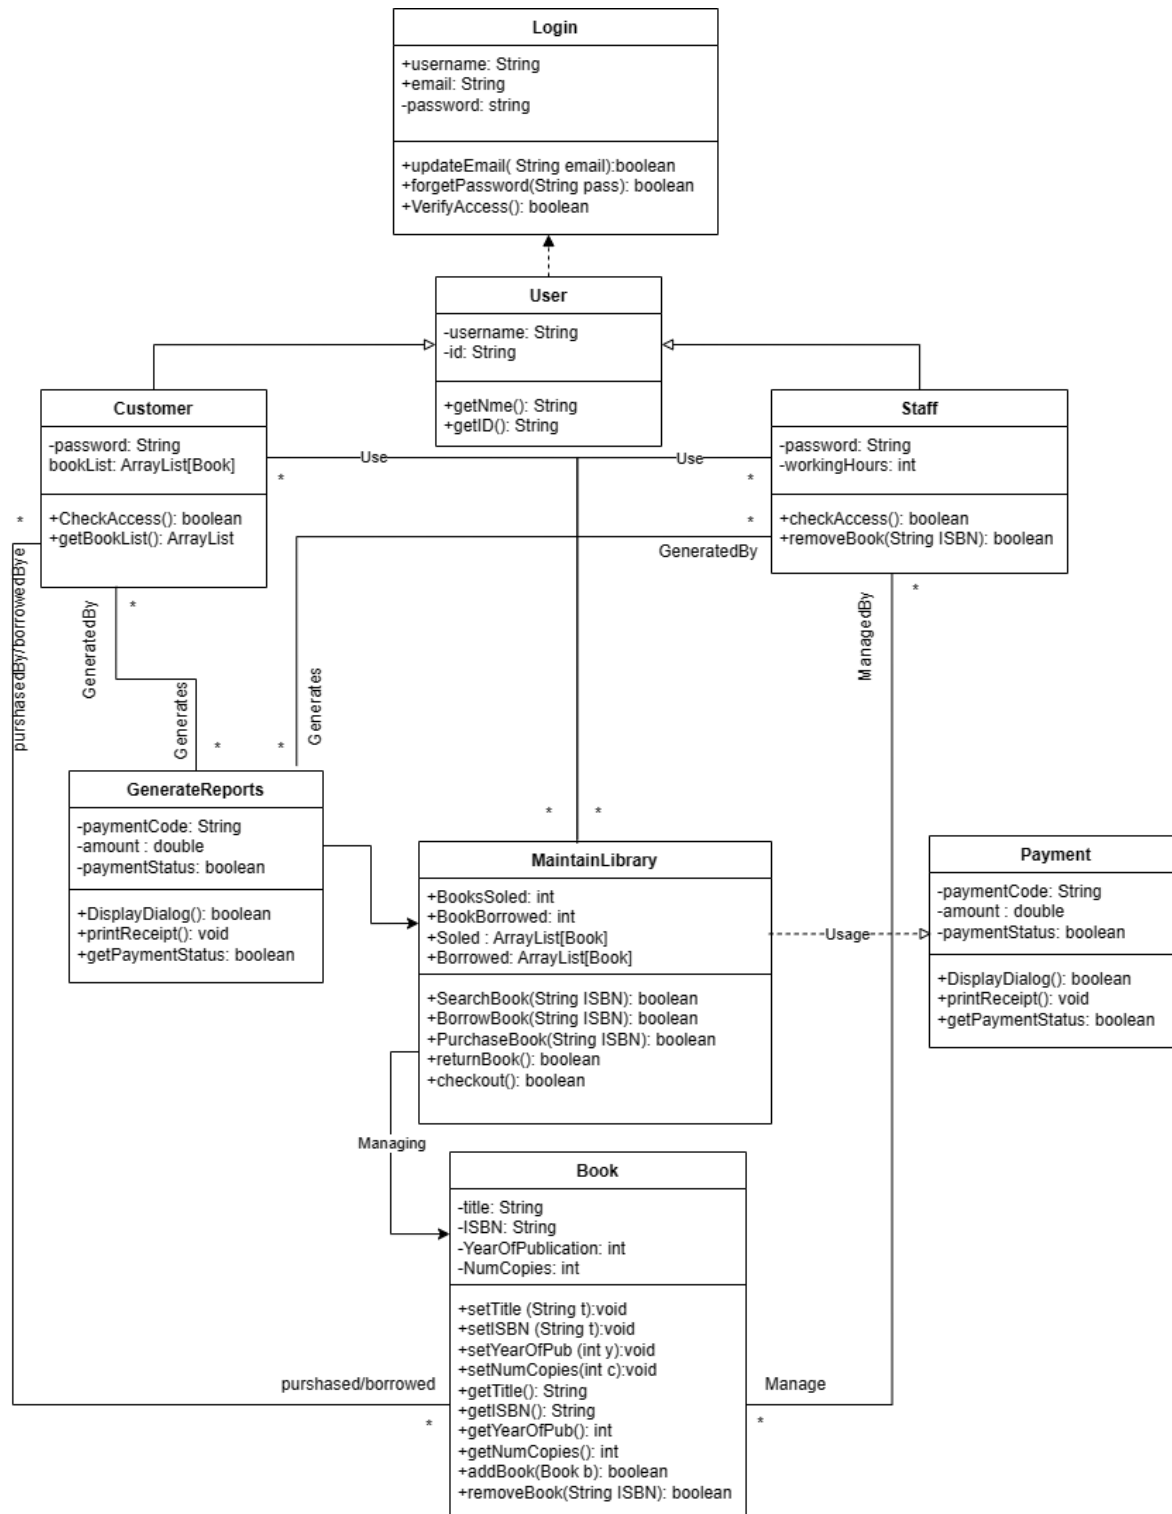 Login
+username: String
+email: String
-password: string
+updateEmail( String email):boolean
+forgetPassword(String pass): boolean
+VerifyAccess(): boolean
User
-username: String
-id: String
+getNme(): String
+getID(): String
Customer
-password: String
bookList: ArrayList[Book]
+CheckAccess(): boolean
+getBookList(): ArrayList
Staff
-password: String
-workingHours: int
+checkAccess(): boolean
+removeBook(String ISBN): boolean
Use
Use
*
*
*
*
GeneratedBy
*
*
purshasedBy/borrowedBye
GeneratedBy
Generates
Generates
ManagedBy
*
*
*
*
GenerateReports
-paymentCode: String
-amount : double
-paymentStatus: boolean
+DisplayDialog(): boolean
+printReceipt(): void
+getPaymentStatus: boolean
MaintainLibrary
+BooksSoled: int
+BookBorrowed: int
+Soled : ArrayList[Book]
+Borrowed: ArrayList[Book]
+SearchBook(String ISBN): boolean
+BorrowBook(String ISBN): boolean
+PurchaseBook(String ISBN): boolean
+returnBook(): boolean
+checkout(): boolean
Usage
Payment
-paymentCode: String
-amount : double
-paymentStatus: boolean
+DisplayDialog(): boolean
+printReceipt(): void
+getPaymentStatus: boolean
Managing
Book
-title: String
-ISBN: String
-YearOfPublication: int
-NumCopies: int
+setTitle (String t):void
+setISBN (String t):void
+setYearOfPub (int y):void
+setNumCopies(int c):void
+getTitle(): String
+getISBN(): String
+getYearOfPub(): int
+getNumCopies(): int
+addBook(Book b): boolean
+removeBook(String ISBN): boolean
purshased/borrowed
*
Manage
*